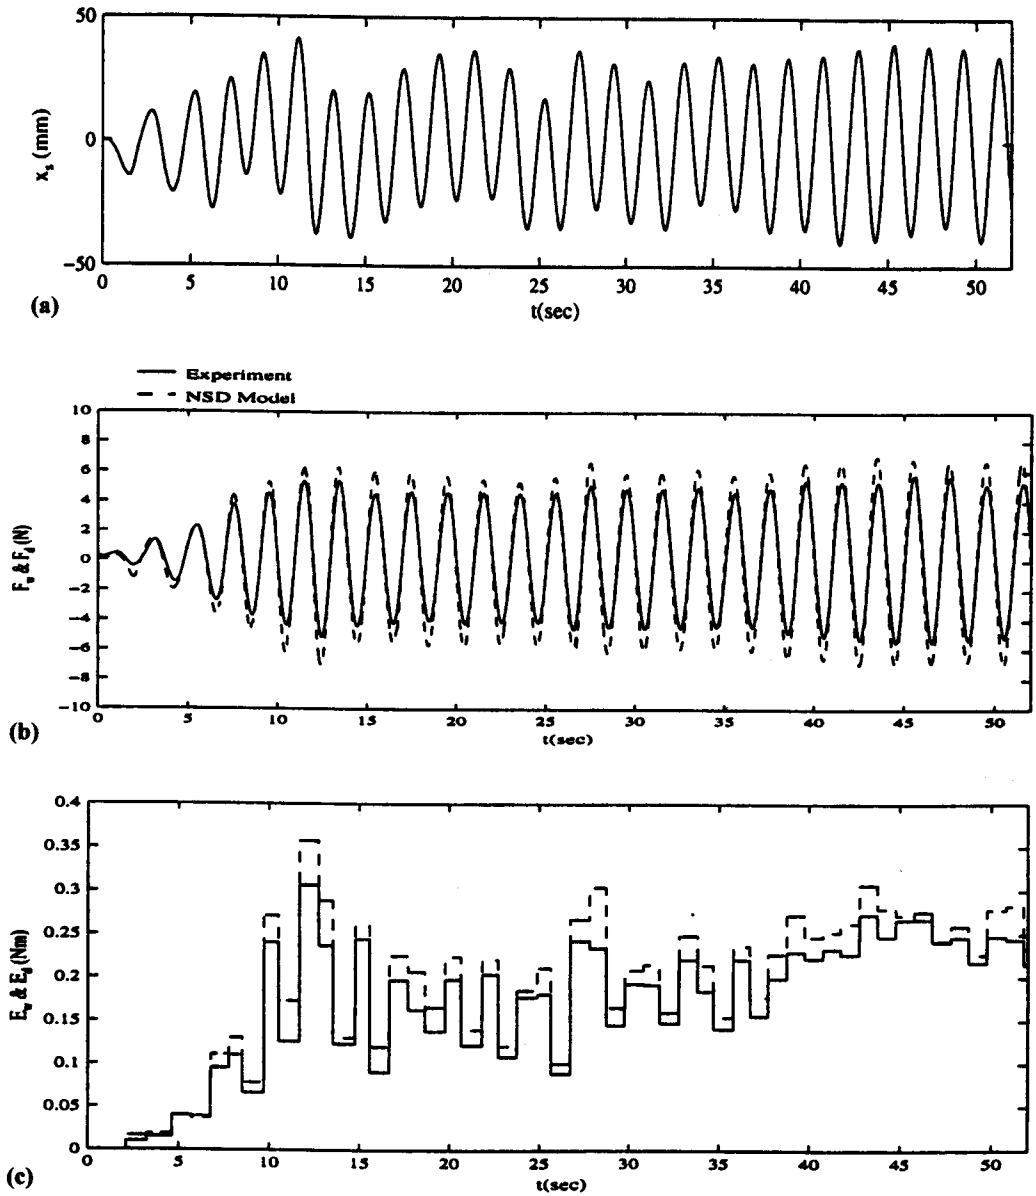 50
0
−50
x_s (mm)
0 5 10 15 20 25 30 35 40 45 50
t(sec)
(a)
Experiment
NSD Model
10
8
6
4
2
0
−2
−4
−6
−8
−10
F_w & F_d (N)
0 5 10 15 20 25 30 35 40 45 50
t(sec)
(b)
0.4
0.35
0.3
0.25
0.2
0.15
0.1
0.05
0
E_w & E_d (Nm)
0 5 10 15 20 25 30 35 40 45 50
t(sec)
(c)